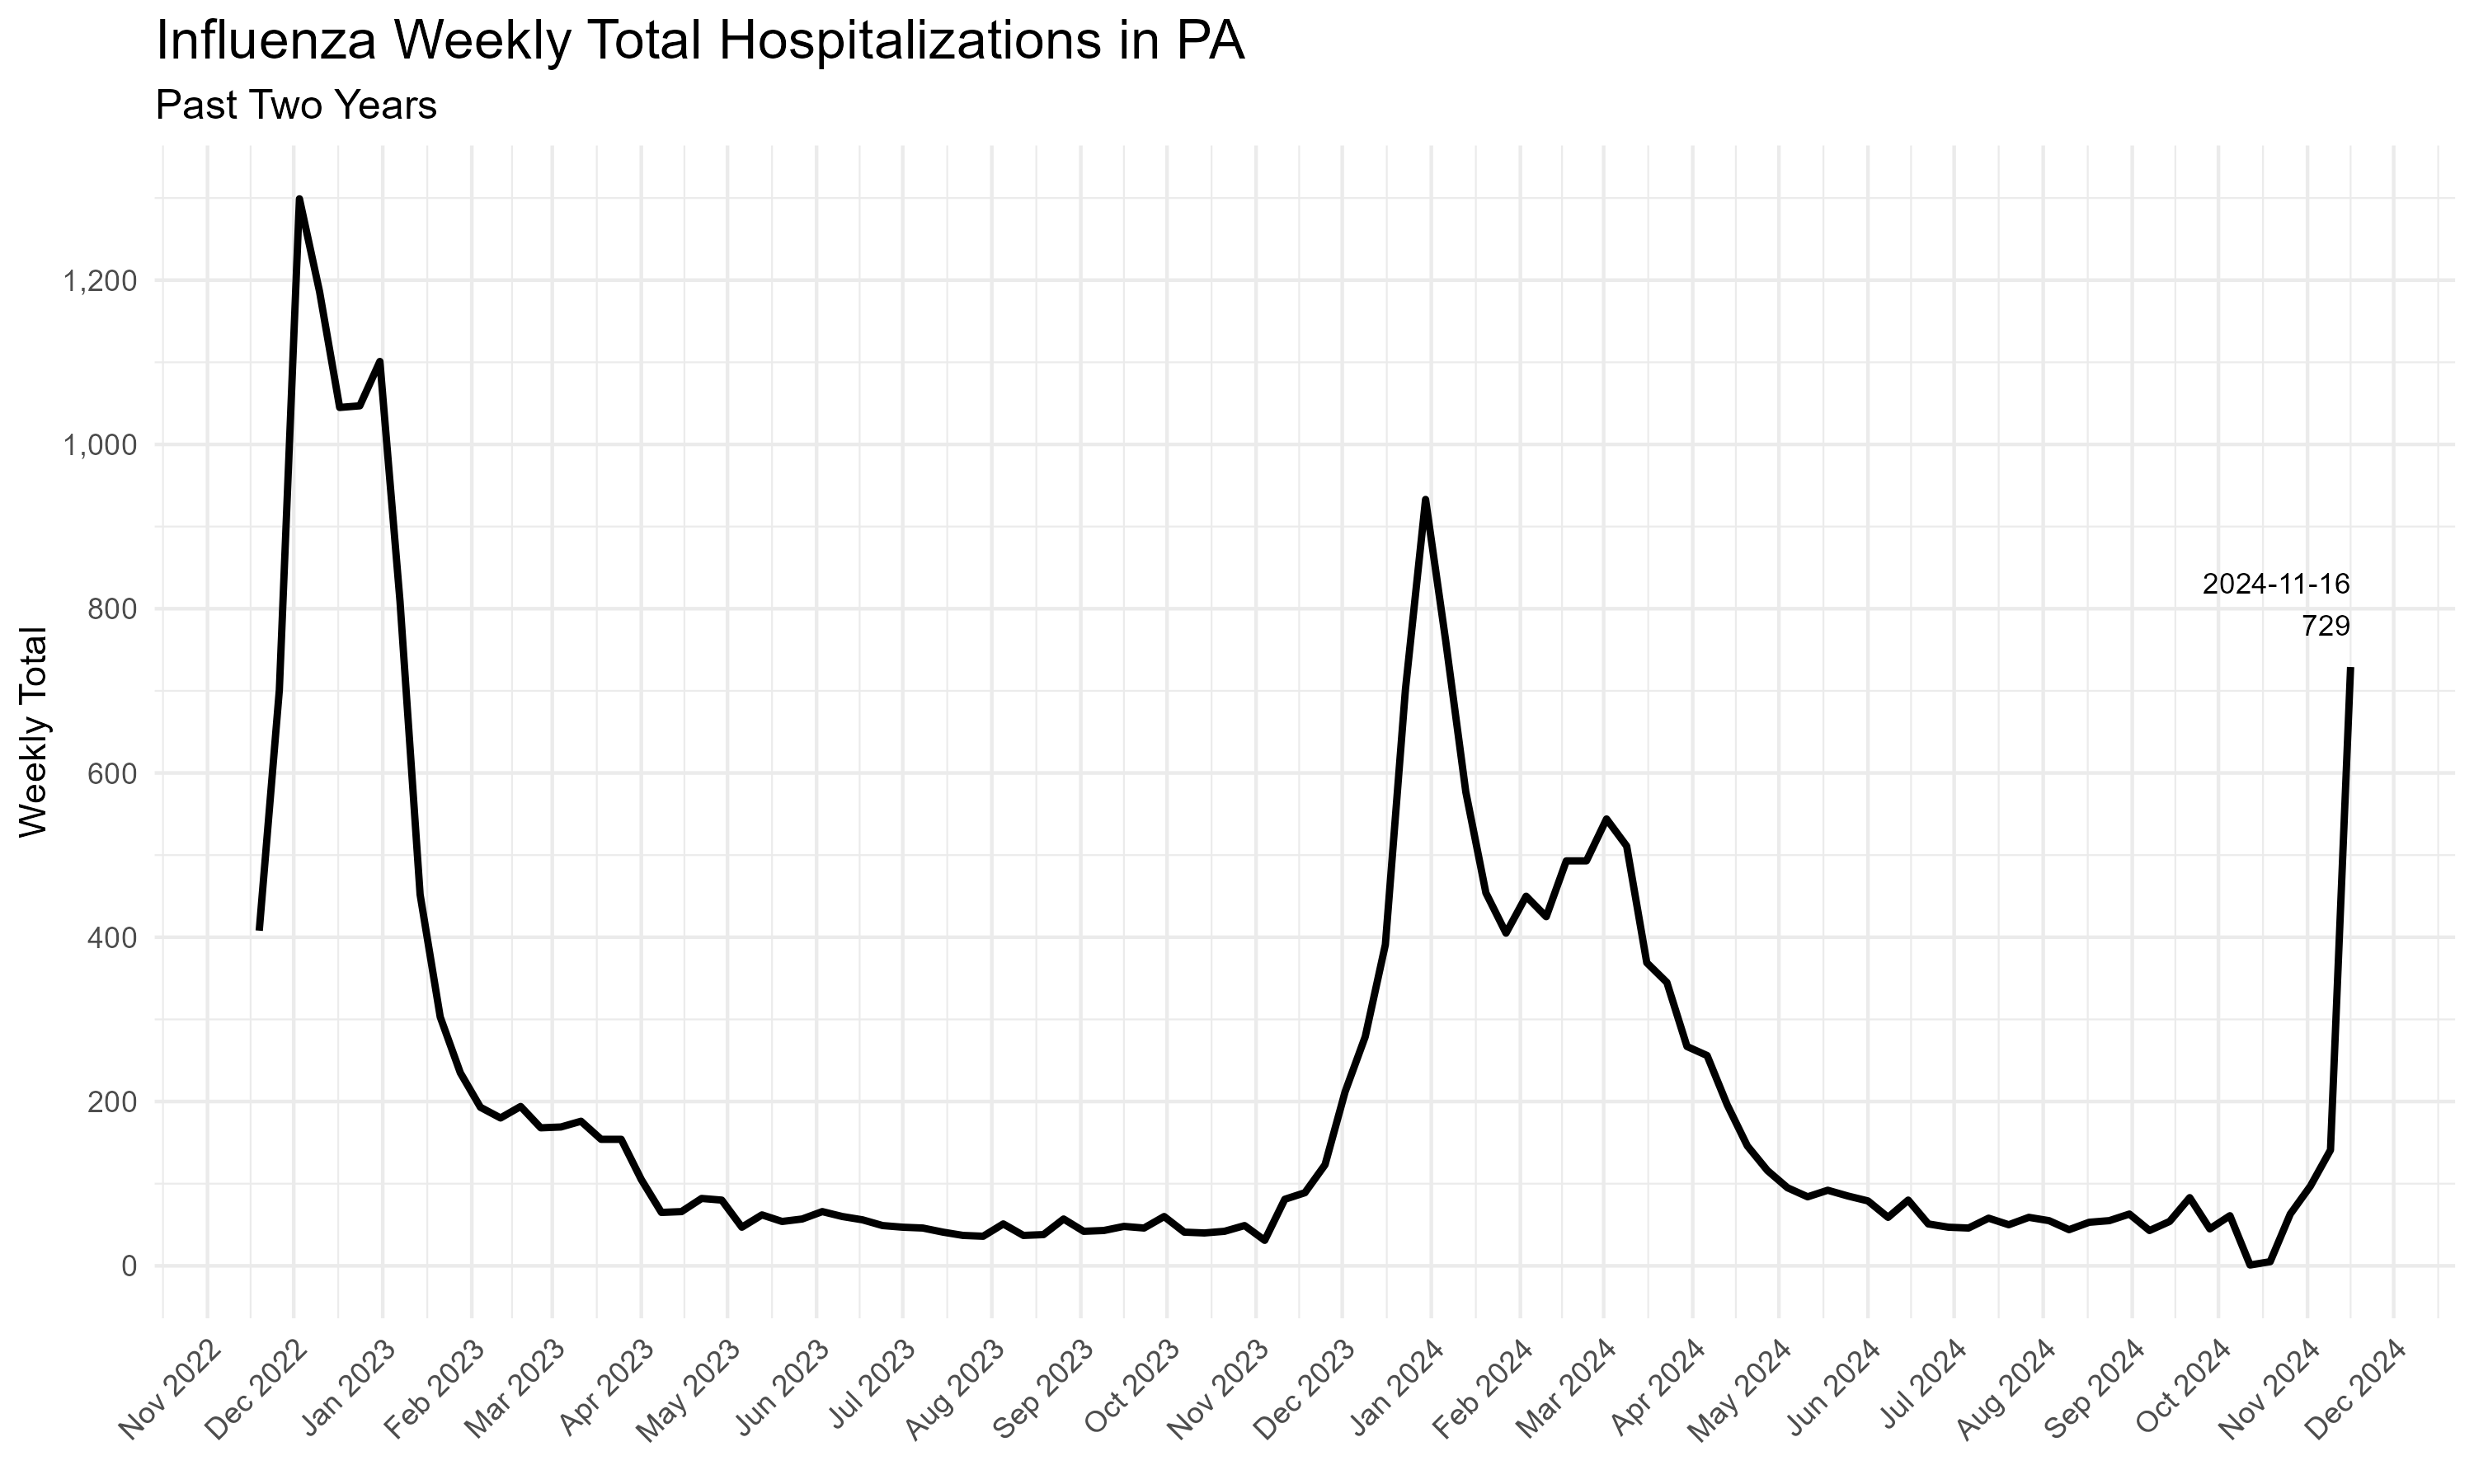 Influenza Weekly Total Hospitalizations in PA
Past Two Years
Weekly Total
1,200
1,000
800
600
400
200
0
2024-11-16
729
Nov 2022
Dec 2022
Jan 2023
Feb 2023
Mar 2023
Apr 2023
May 2023
Jun 2023
Jul 2023
Aug 2023
Sep 2023
Oct 2023
Nov 2023
Dec 2023
Jan 2024
Feb 2024
Mar 2024
Apr 2024
May 2024
Jun 2024
Jul 2024
Aug 2024
Sep 2024
Oct 2024
Nov 2024
Dec 2024